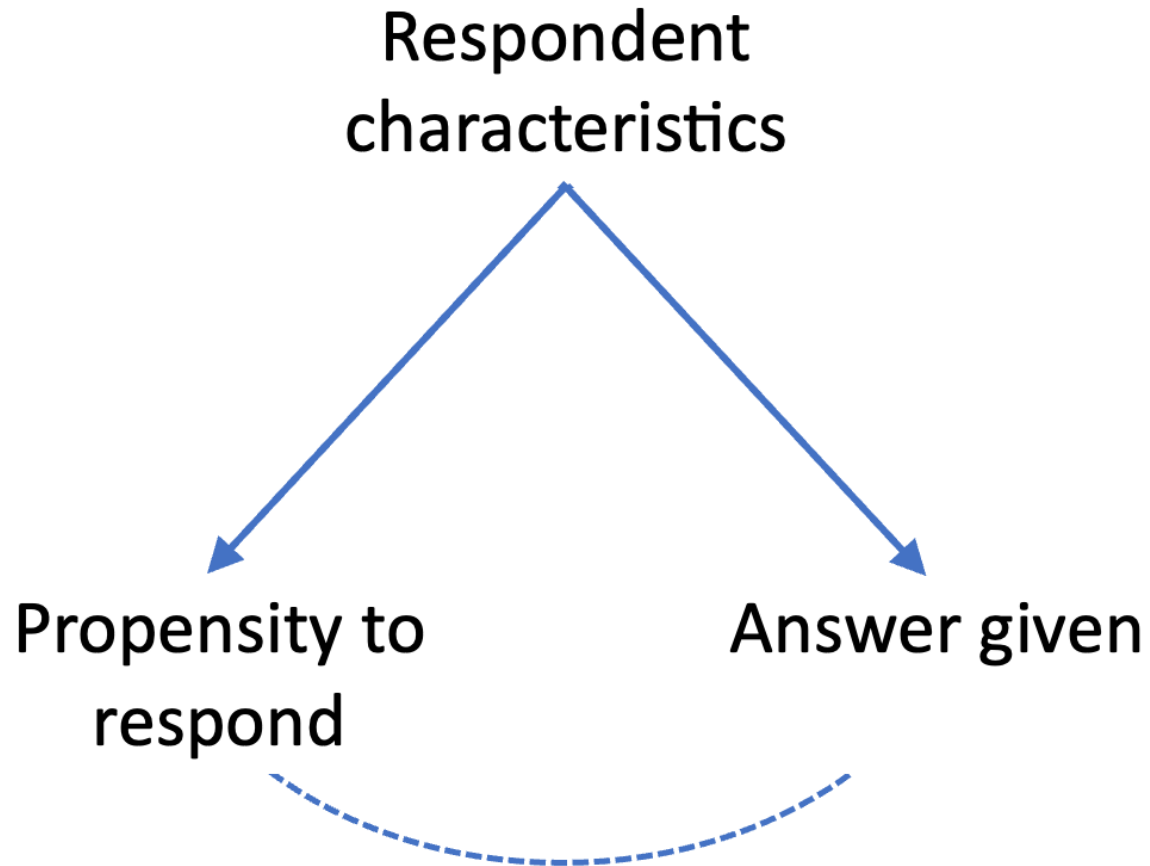 Respondent
characteristics
Propensity to
respond
Answer given